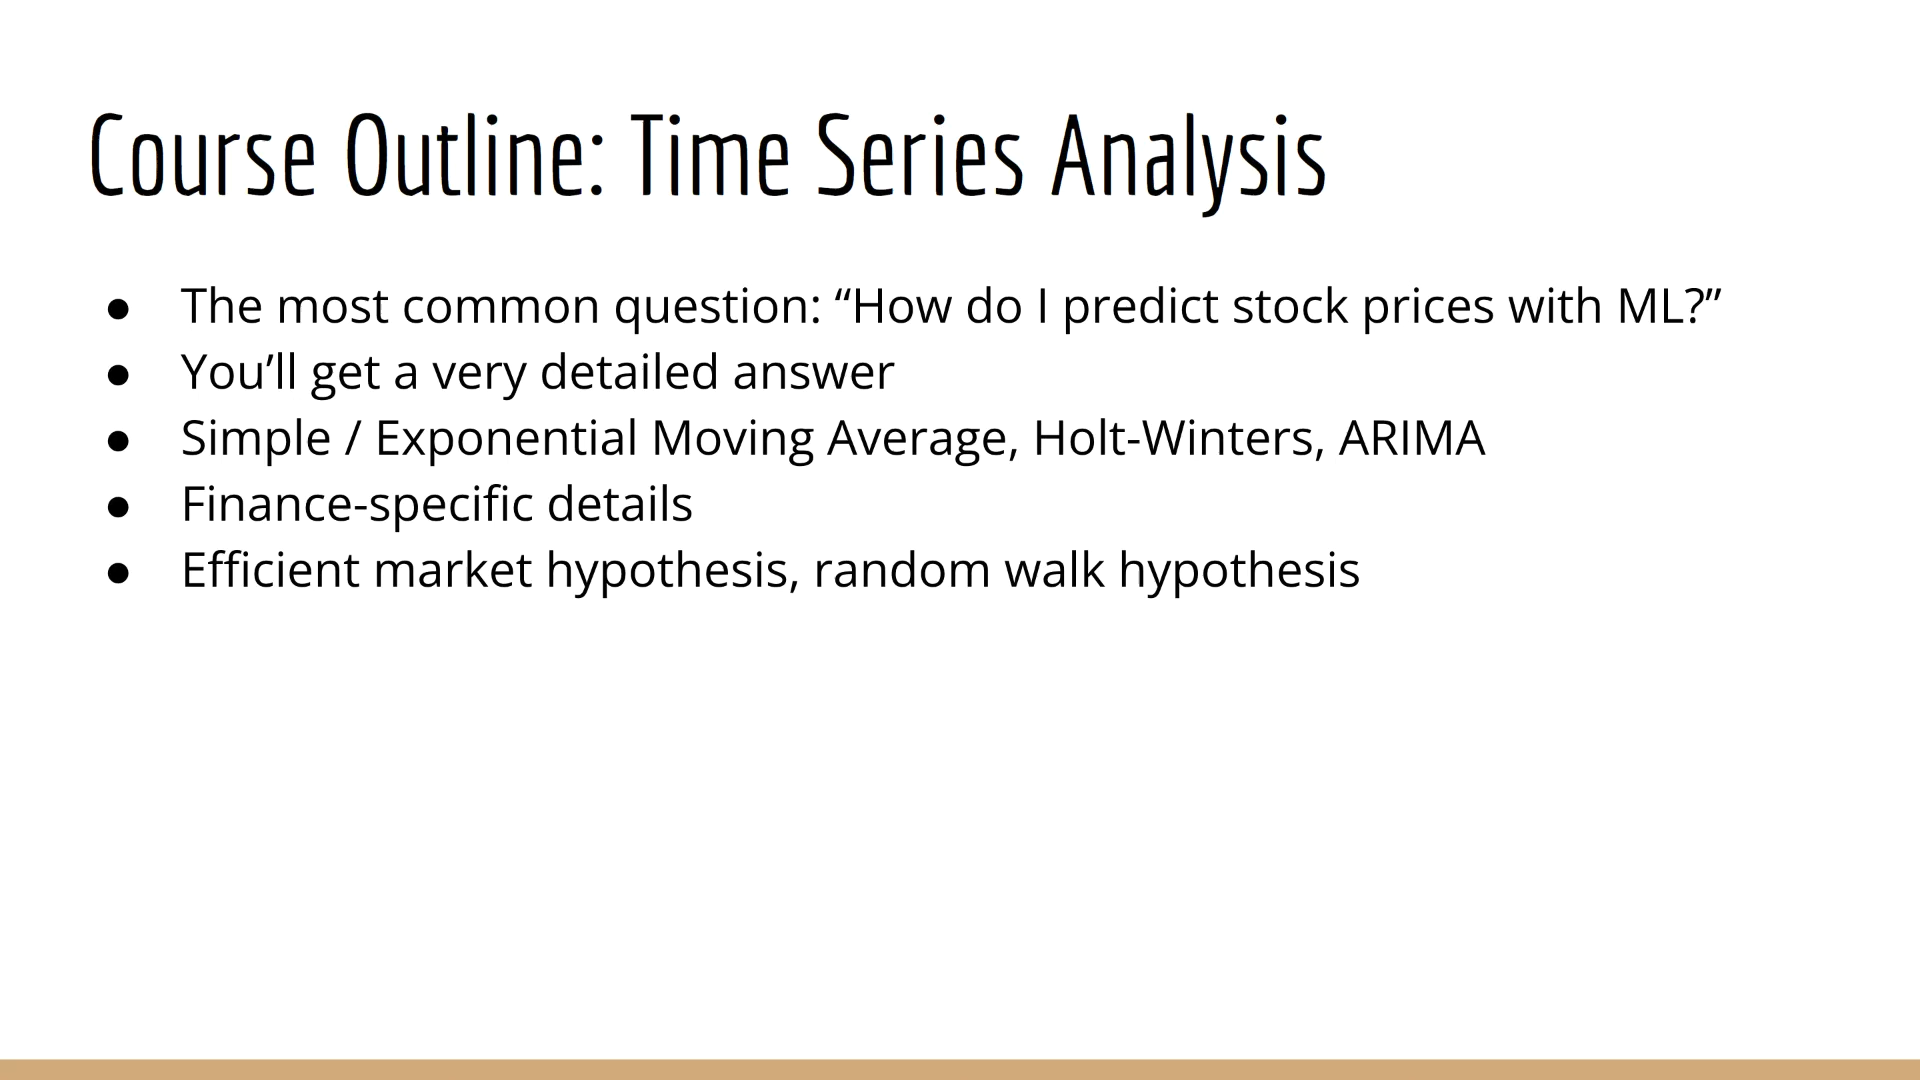 Course Outline: Time Series Analysis
● The most common question: “How do I predict stock prices with ML?”
● You’ll get a very detailed answer
● Simple / Exponential Moving Average, Holt-Winters, ARIMA
● Finance-specific details
● Efficient market hypothesis, random walk hypothesis